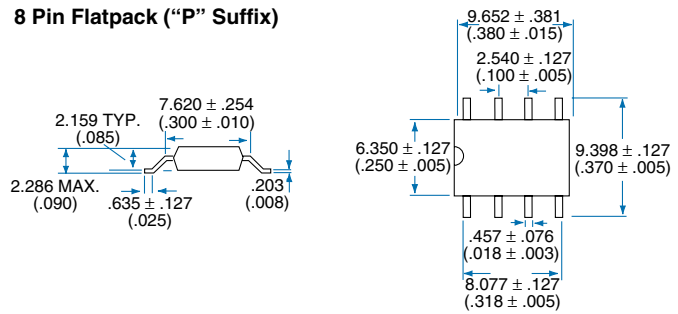 8 Pin Flatpack (“P” Suffix)
7.620 ± .254
(.300 ± .010)
2.159 TYP.
(.085)
2.286 MAX.
(.090)
.635 ± .127
(.025)
.203
(.008)
9.652 ± .381
(.380 ± .015)
2.540 ± .127
(.100 ± .005)
6.350 ± .127
(.250 ± .005)
9.398 ± .127
(.370 ± .005)
.457 ± .076
(.018 ± .003)
8.077 ± .127
(.318 ± .005)